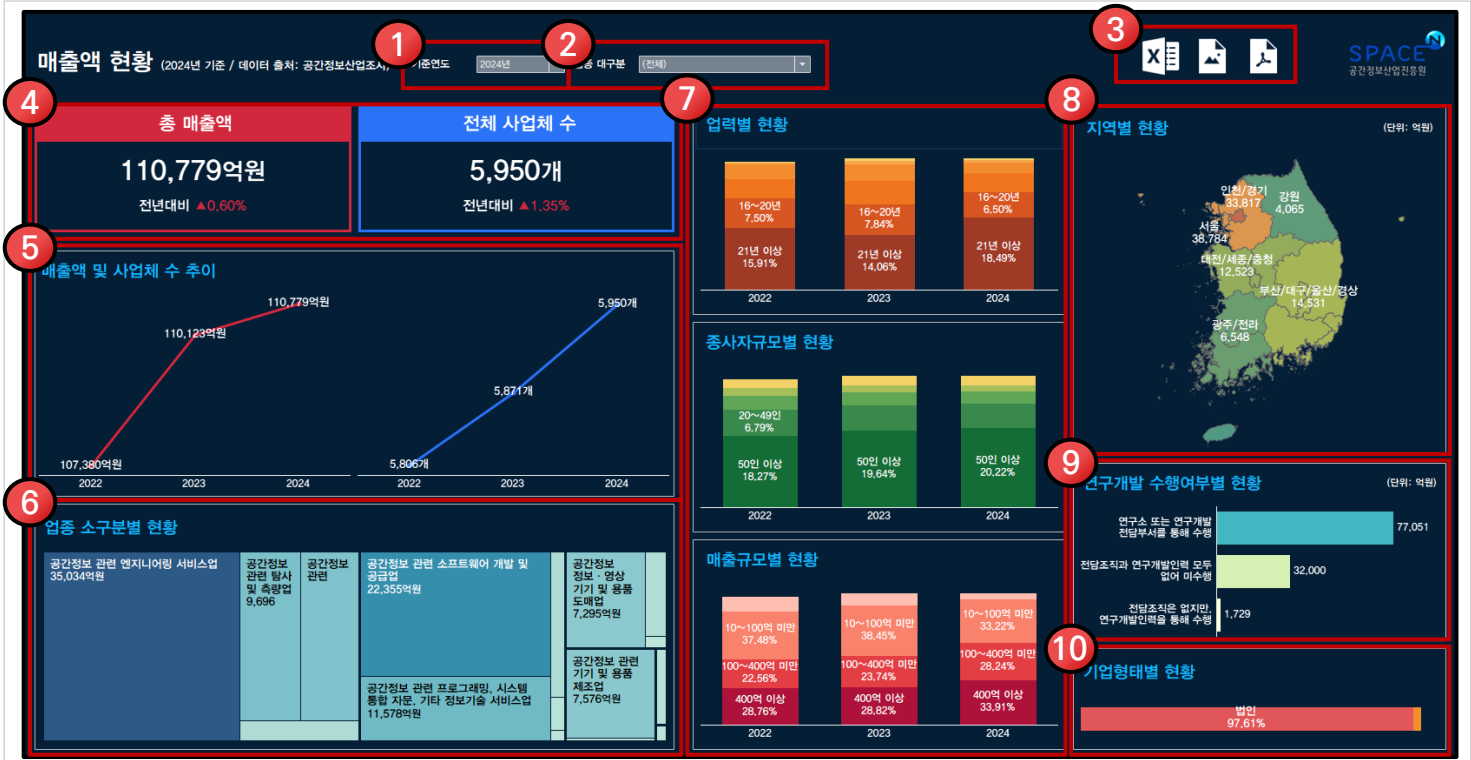 1
2
3
매출액 현황 (2024년 기준 / 데이터 출처: 공간정보산업조사)
기준연도
2024년
대구분
(전체)
SPACE N
공간정보산업진흥원
4
총 매출액
110,779억원
전년대비 ▲0.60%
전체 사업체 수
5,950개
전년대비 ▲1.35%
5
매출액 및 사업체 수 추이
110,779억원
110,123억원
107,380억원
2022
2023
2024
5,950개
5,871개
5,806개
2022
2023
2024
6
업종 소구분별 현황
공간정보 관련 엔지니어링 서비스업
35,034억원
공간정보
관련 탐사
및 측량업
9,696
공간정보
관련
공간정보 관련 소프트웨어 개발 및
공급업
22,355억원
공간정보 관련 프로그래밍, 시스템
통합 자문, 기타 정보기술 서비스업
11,578억원
공간정보
정보ㆍ영상
기기 및 용품
도매업
7,295억원
공간정보 관련
기기 및 용품
제조업
7,576억원
7
업력별 현황
16~20년
7.50%
21년 이상
15.91%
16~20년
7.84%
21년 이상
14.06%
16~20년
6.50%
21년 이상
18.49%
2022
2023
2024
종사자규모별 현황
20~49인
6.79%
50인 이상
18.27%
50인 이상
19.64%
50인 이상
20.22%
2022
2023
2024
매출규모별 현황
10~100억 미만
37.48%
100~400억 미만
22.56%
400억 이상
28.76%
10~100억 미만
38.45%
100~400억 미만
23.74%
400억 이상
28.82%
10~100억 미만
33.22%
100~400억 미만
28.24%
400억 이상
33.91%
2022
2023
2024
8
지역별 현황
(단위: 억원)
인천/경기
33,817
강원
4,065
서울
38,784
대전/세종/충청
12,523
부산/대구/울산/경상
14,531
광주/전라
6,548
9
연구개발 수행여부별 현황
(단위: 억원)
연구소 또는 연구개발
전담부서를 통해 수행
77,051
전담조직과 연구개발인력 모두
없어 미수행
32,000
전담조직은 없지만,
연구개발인력을 통해 수행
1,729
10
기업형태별 현황
법인
97.61%